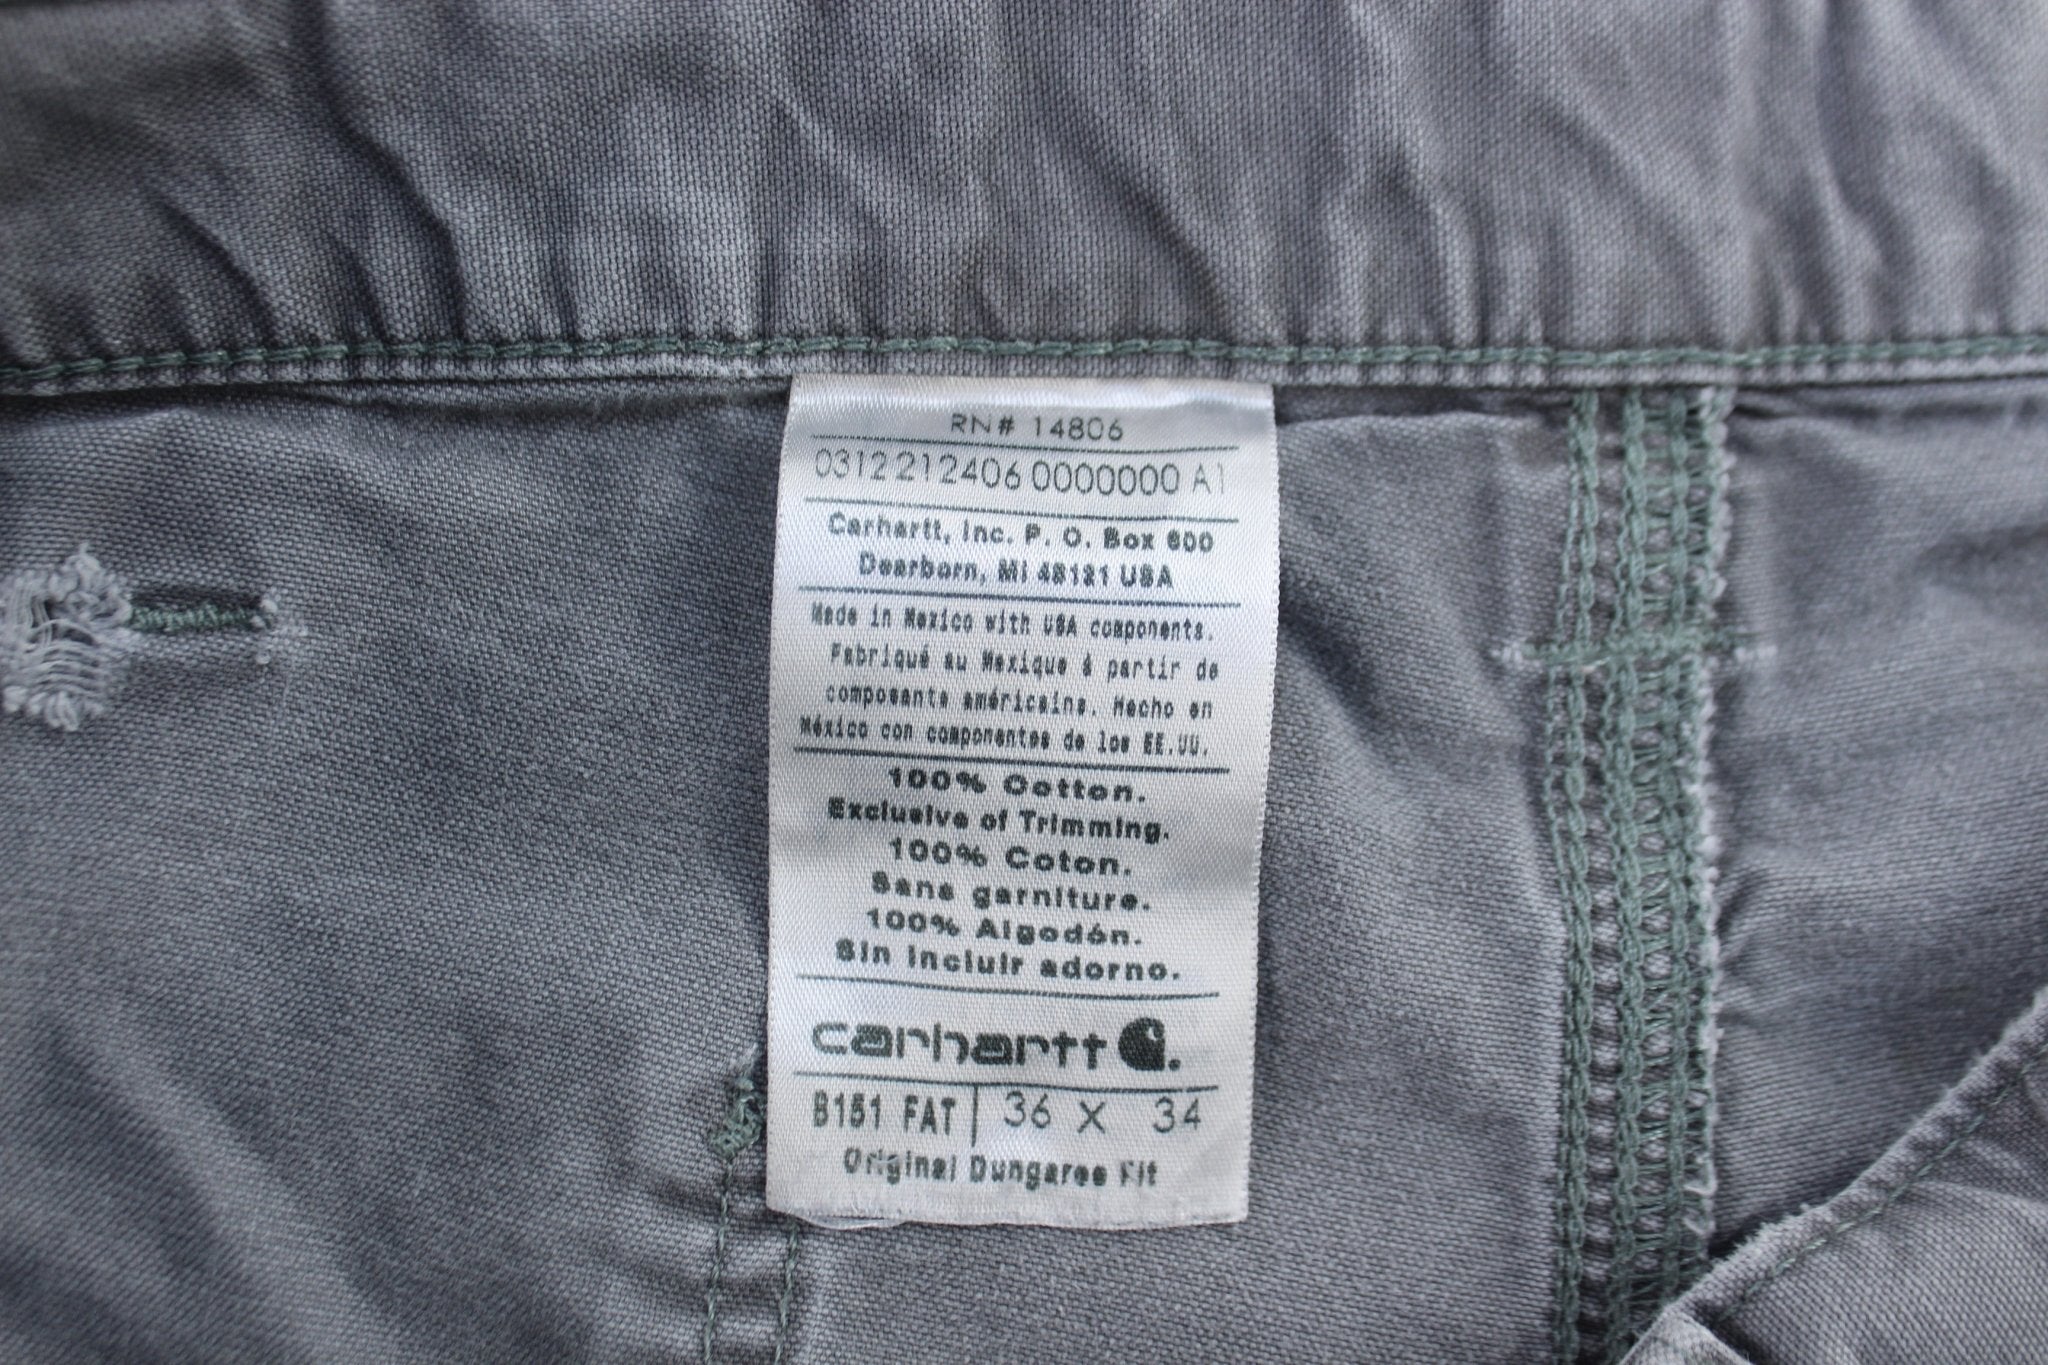 RN# 14806
0312212406 0000000 A1
Carhartt, Inc. P. O. Box 600
Dearborn, MI 48121 USA
Made in Mexico with USA components.
Fabriqué au Mexique á partir de
composants américains. Hecho en
México con componentes de los EE.UU.
100% Cotton.
Exclusive of Trimming.
100% Coton.
Sans garniture.
100% Algodón.
Sin incluir adorno.
carhartt
B151 FAT | 36 X 34
Original Dungaree Fit